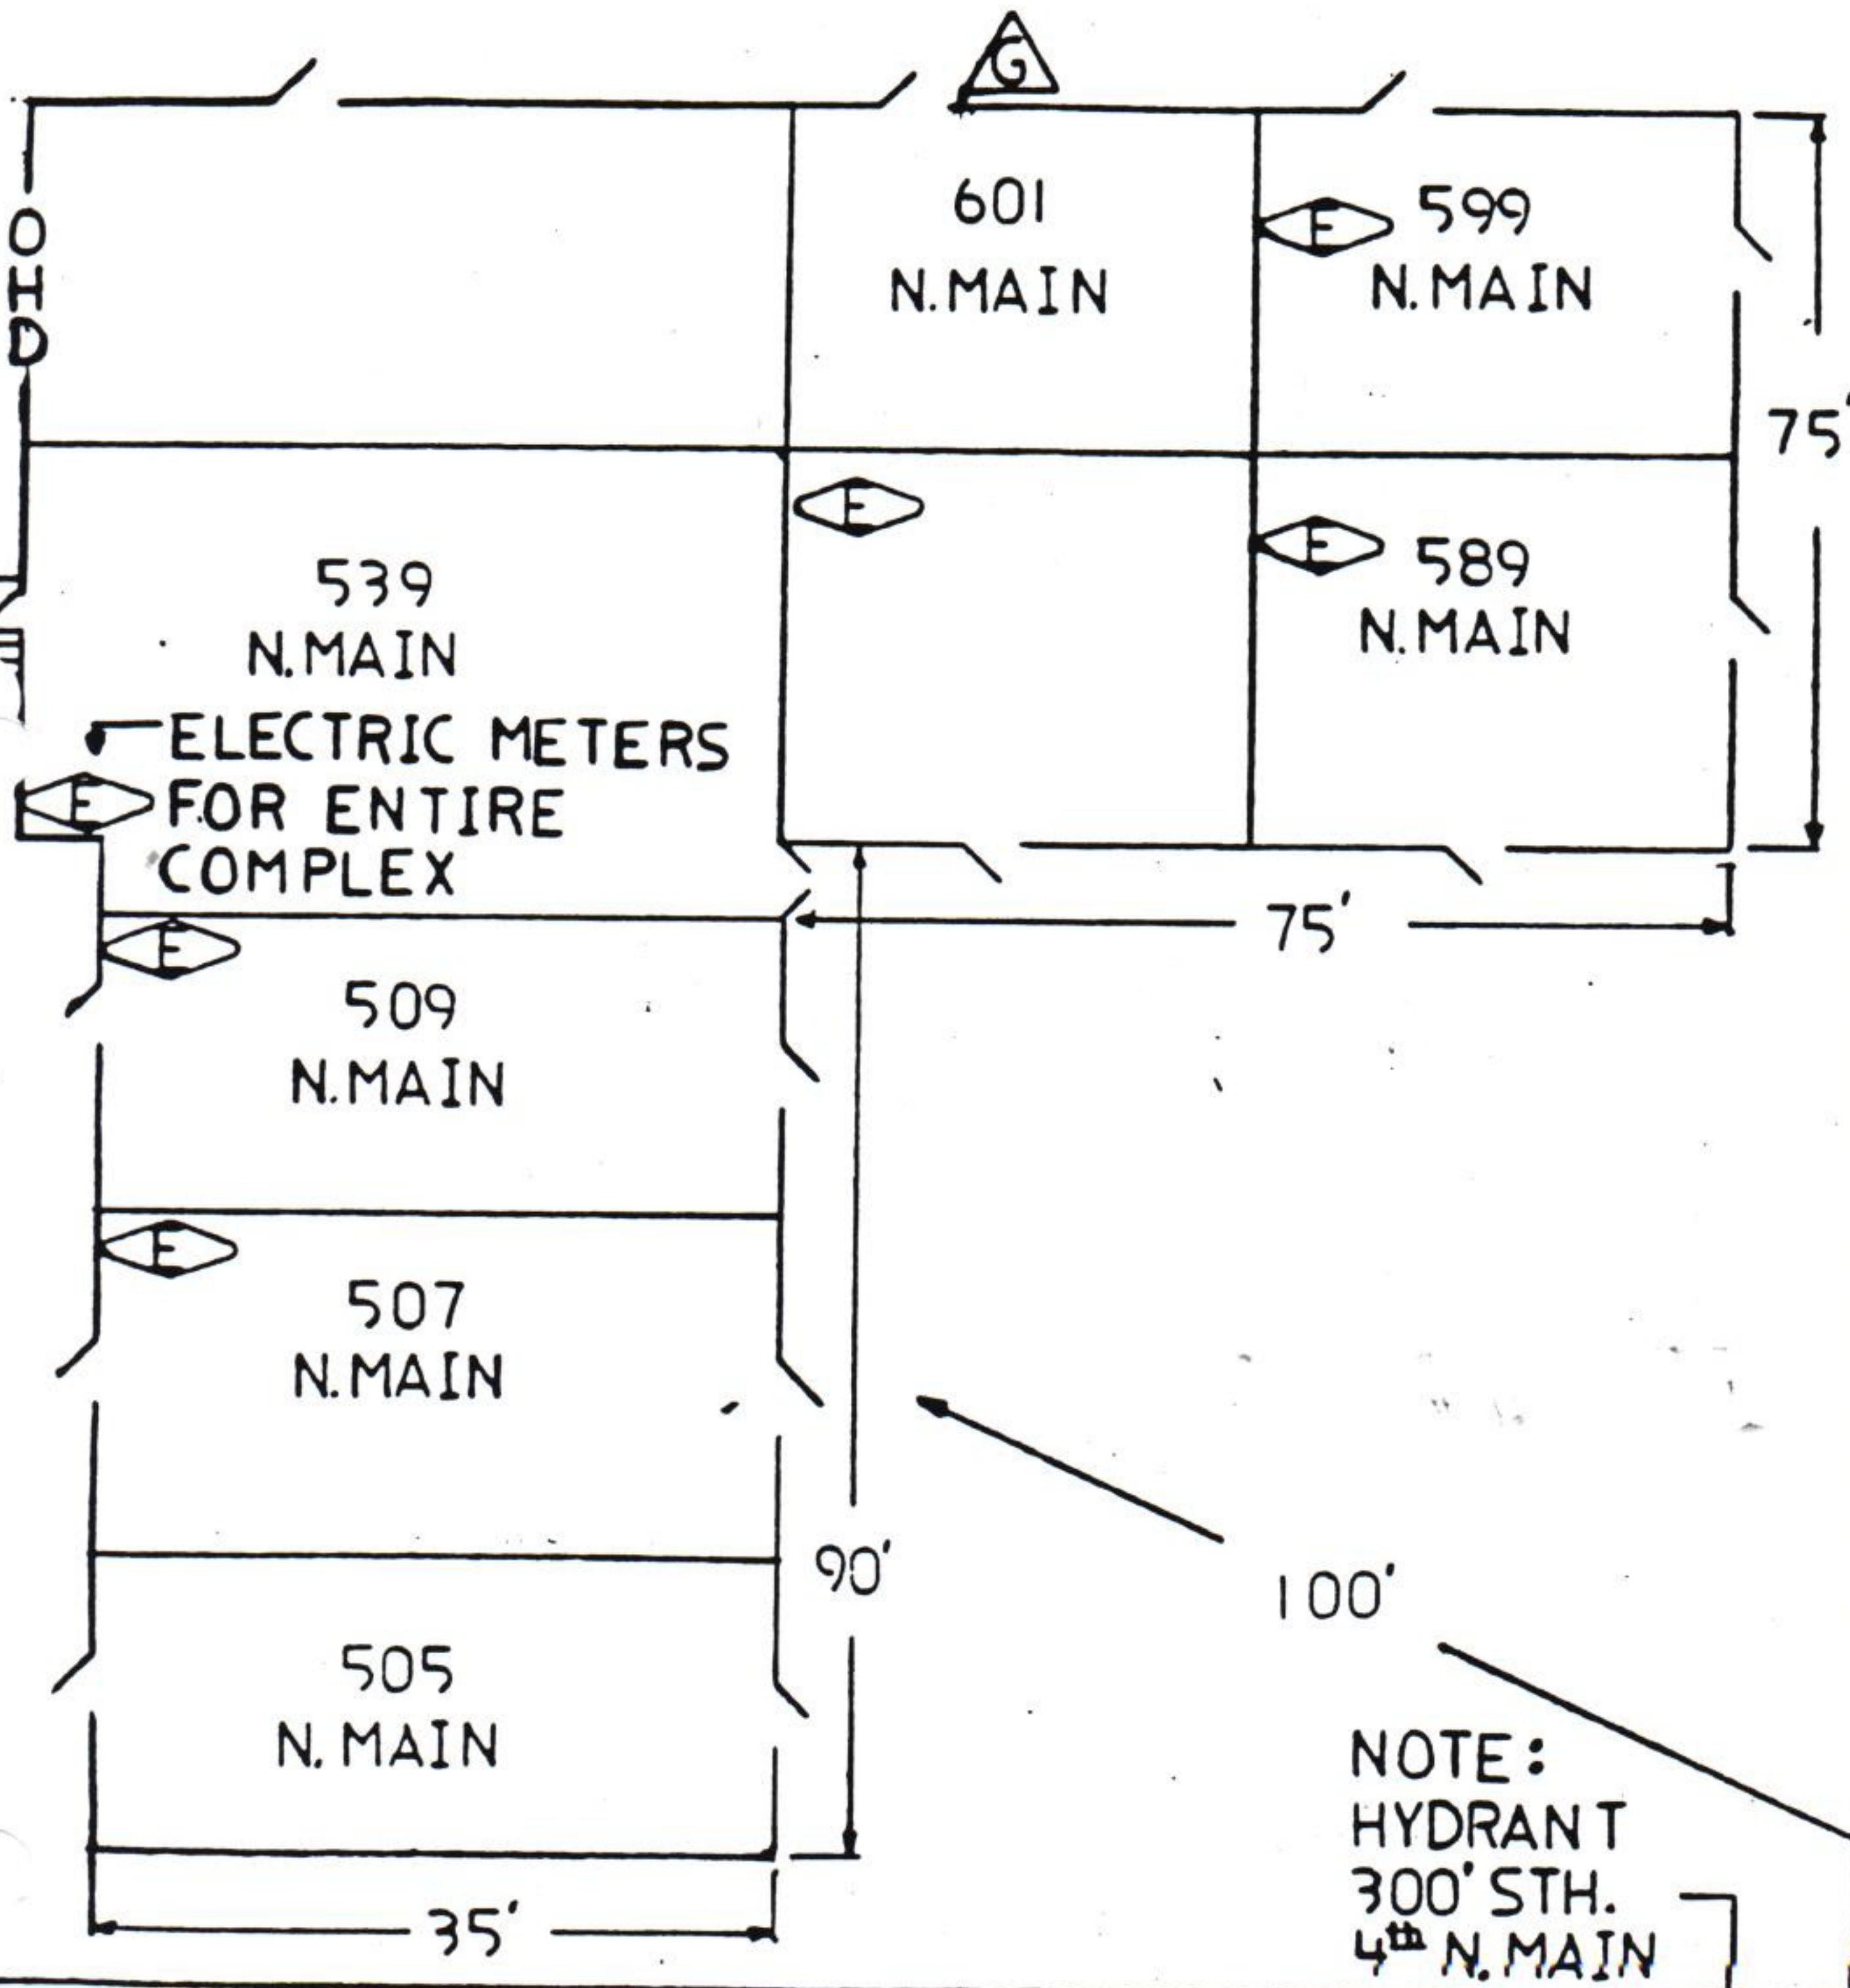 G
OHD
601
N.MAIN
E
599
N.MAIN
75'
E
539
N.MAIN
E
589
N.MAIN
ELECTRIC METERS
E FOR ENTIRE
COMPLEX
75'
E
509
N.MAIN
E
507
N.MAIN
90'
100'
505
N.MAIN
35'
NOTE:
HYDRANT
300' STH.
4th N.MAIN